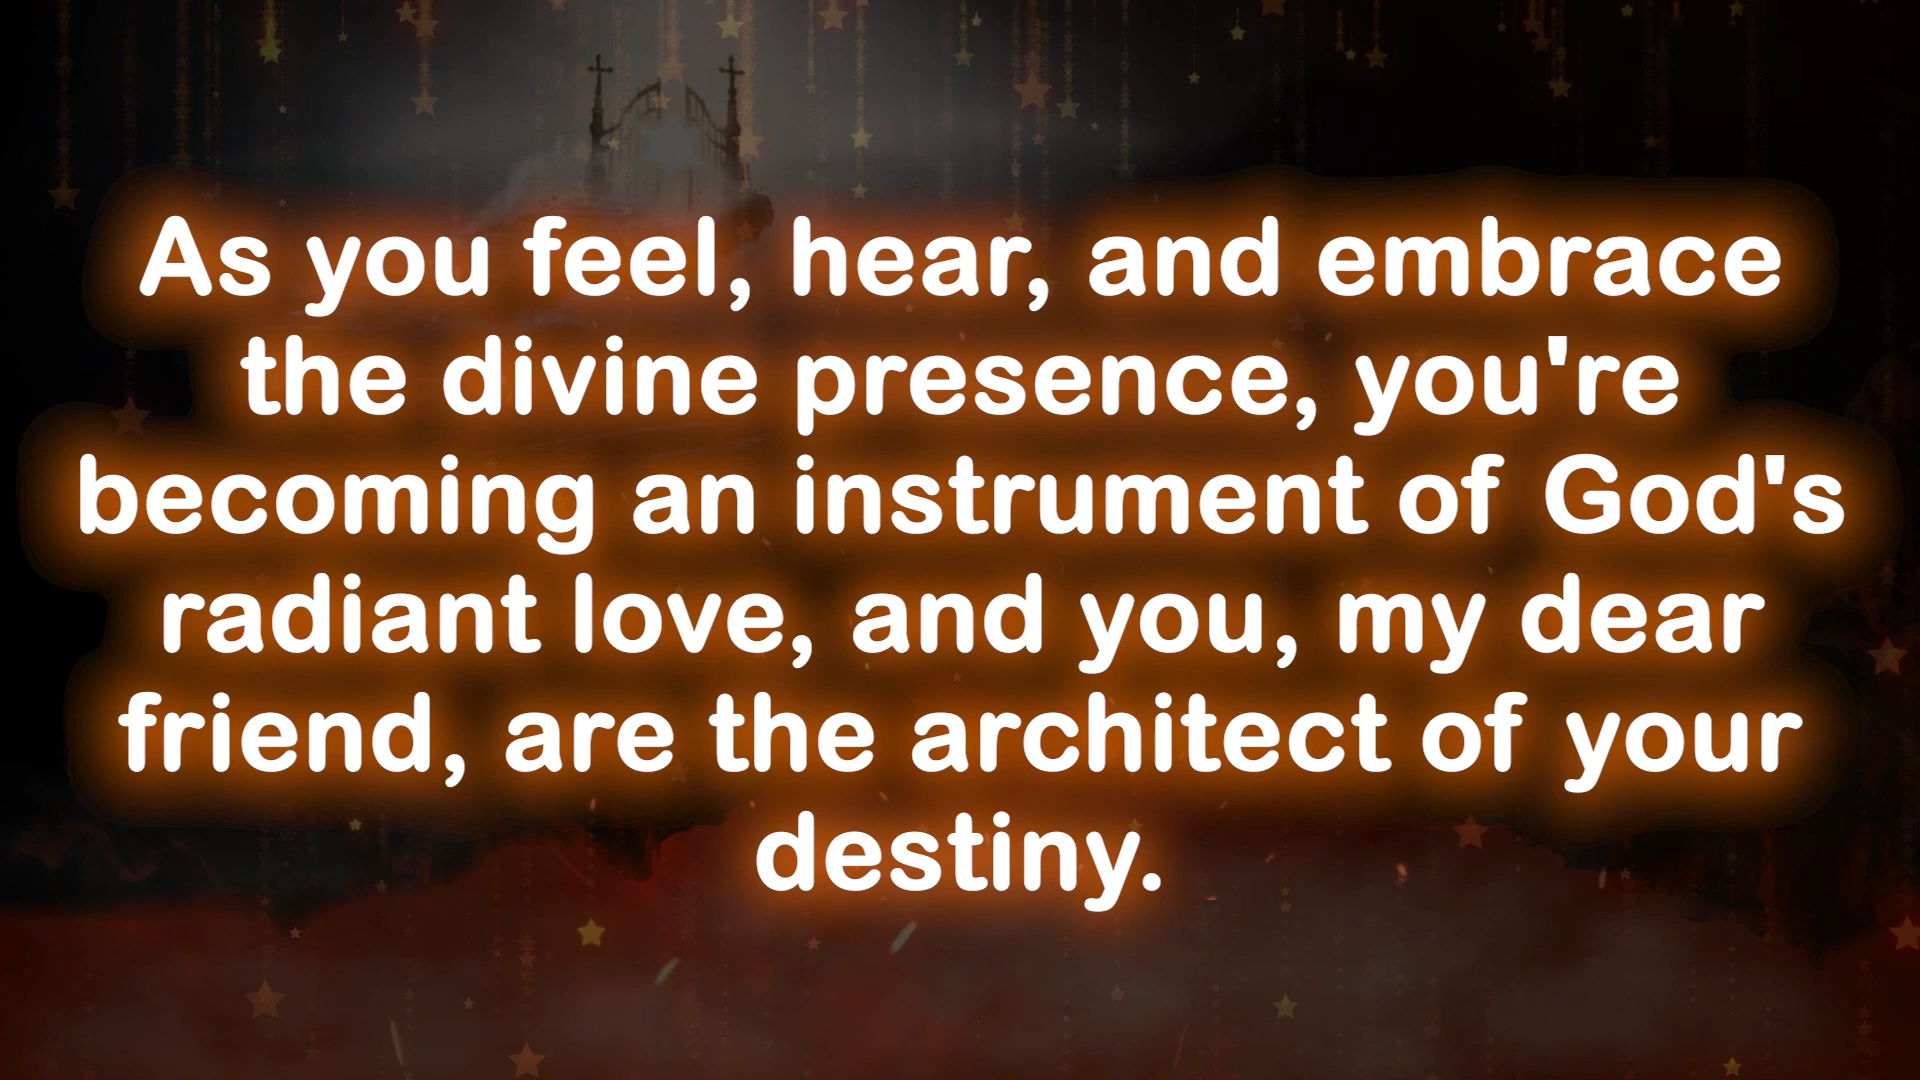 As you feel, hear, and embrace
the divine presence, you're
becoming an instrument of God's
radiant love, and you, my dear
friend, are the architect of your
destiny.